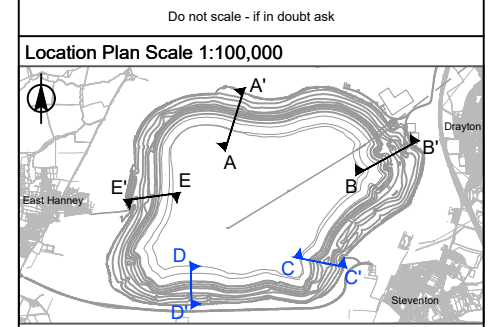 Do not scale - if in doubt ask
Location Plan Scale 1:100,000
A'
Drayton
B'
A
B
E'
E
East Hanney
D
C
C'
D'
Steventon